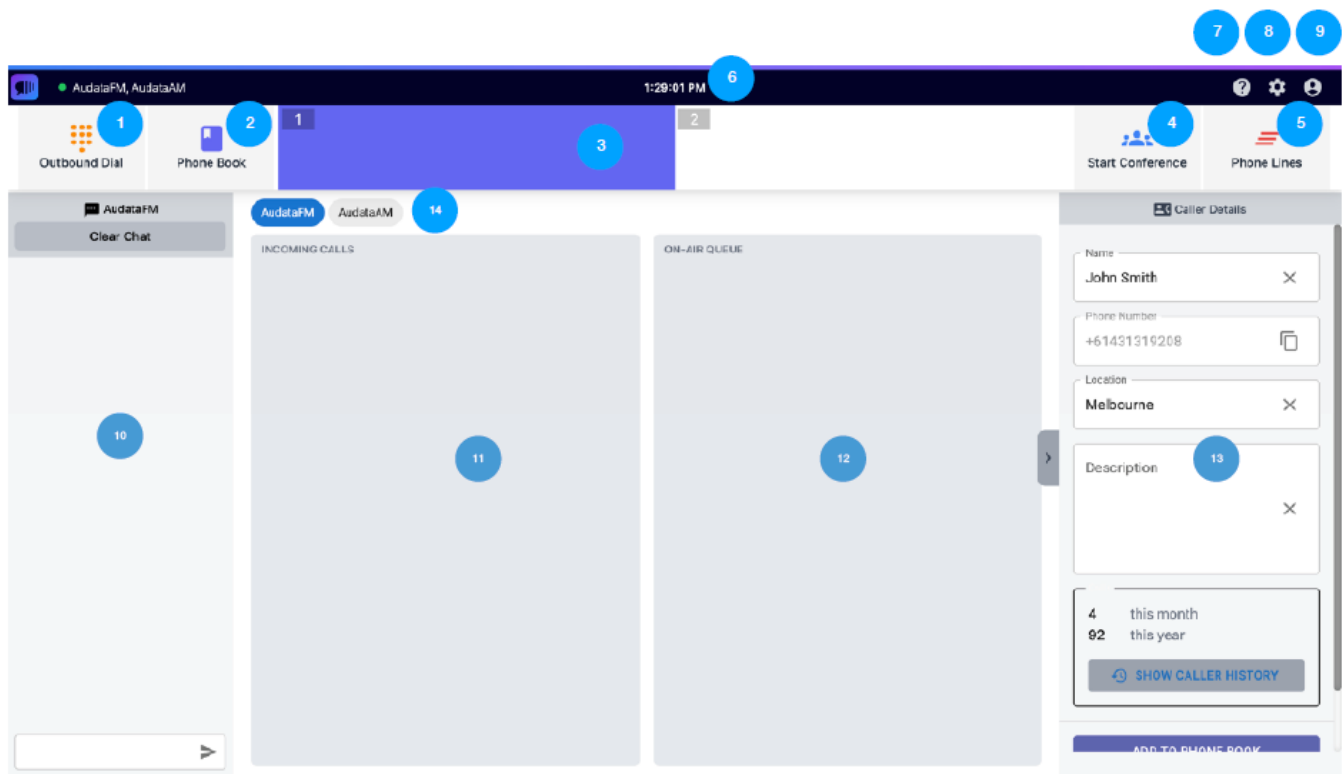 7 8 9
AudataFM, AudataAM 1:29:01 PM 6
1 2 1 3 2 4 5
Outbound Dial Phone Book Start Conference Phone Lines
AudataFM
Clear Chat
AudataFM AudataAM 14
INCOMING CALLS
ON-AIR QUEUE
10
11
12
Caller Details
Name
John Smith
Phone Number
+61431319208
Location
Melbourne
Description
13
4 this month
92 this year
SHOW CALLER HISTORY
ADD TO PHONE BOOK